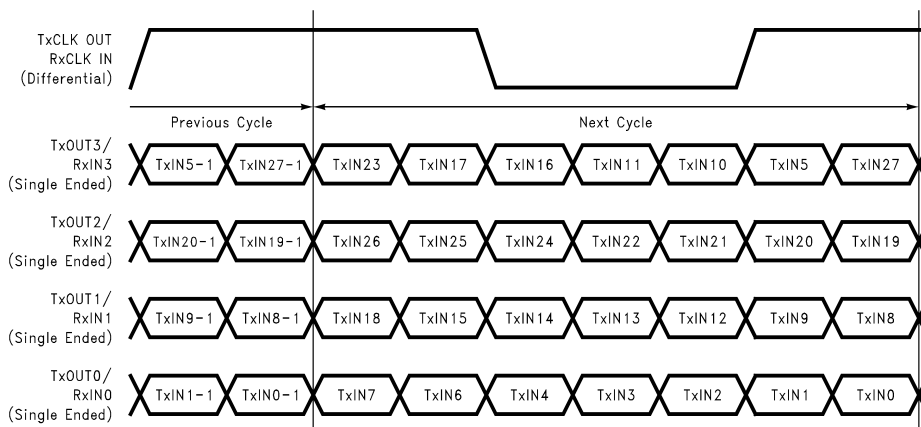 TxCLK OUT
RxCLK IN
(Differential)
Previous Cycle
Next Cycle
TxOUT3/
RxIN3
(Single Ended)
TxIN5-1 TxIN27-1 TxIN23 TxIN17 TxIN16 TxIN11 TxIN10 TxIN5 TxIN27
TxOUT2/
RxIN2
(Single Ended)
TxIN20-1 TxIN19-1 TxIN26 TxIN25 TxIN24 TxIN22 TxIN21 TxIN20 TxIN19
TxOUT1/
RxIN1
(Single Ended)
TxIN9-1 TxIN8-1 TxIN18 TxIN15 TxIN14 TxIN13 TxIN12 TxIN9 TxIN8
TxOUT0/
RxIN0
(Single Ended)
TxIN1-1 TxIN0-1 TxIN7 TxIN6 TxIN4 TxIN3 TxIN2 TxIN1 TxIN0